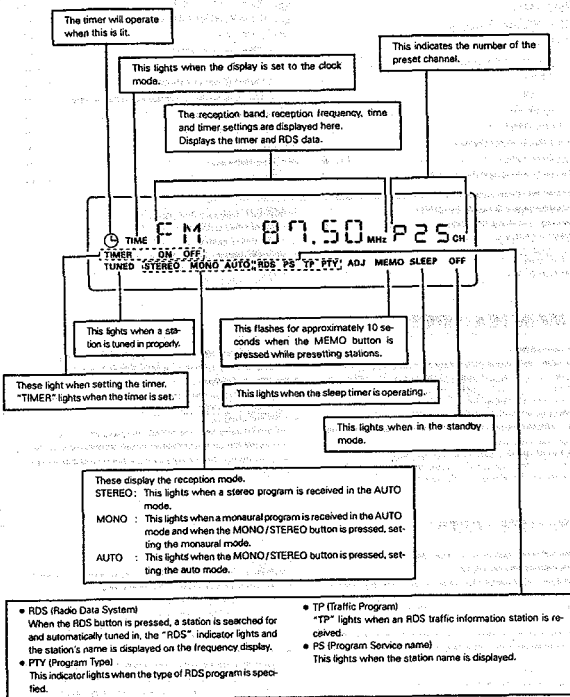 The timer will operate
when this is lit.
This lights when the display is set to the clock
mode.
This indicates the number of the
preset channel.
The reception band, reception frequency, time
and timer settings are displayed here.
Displays the timer and RDS data.
TIME FM 87.50 MHz P25 CH
TIMER ON OFF
TUNED STEREO MONO AUTO RDS PS TP PTY ADJ MEMO SLEEP OFF
This lights when a sta-
tion is tuned in properly.
This flashes for approximately 10 se-
conds when the MEMO button is
pressed while presetting stations.
These light when setting the timer.
"TIMER" lights when the timer is set.
This lights when the sleep timer is operating.
This lights when in the standby
mode.
These display the reception mode.
STEREO: This lights when a stereo program is received in the AUTO
mode.
MONO : This lights when a monaural program is received in the AUTO
mode and when the MONO/STEREO button is pressed, set-
ting the monaural mode.
AUTO : This lights when the MONO/STEREO button is pressed, set-
ting the auto mode.
• RDS (Radio Data System)
When the RDS button is pressed, a station is searched for
and automatically tuned in, the "RDS" indicator lights and
the station's name is displayed on the frequency display.
• PTY (Program Type)
This indicator lights when the type of RDS program is speci-
fied.
• TP (Traffic Program)
"TP" lights when an RDS traffic information station is re-
ceived.
• PS (Program Service name)
This lights when the station name is displayed.